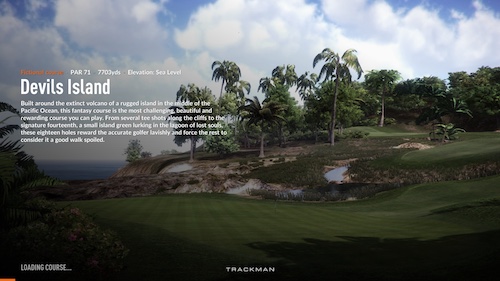 PAR 71 7703yds Elevation: Sea Level
Devils Island
Built around the extinct volcano of a rugged island in the middle of the
Pacific Ocean, this fantasy course is the most challenging, beautiful and
rewarding course you can play. From several tee shots along the cliffs to the
signature fourteenth, a small island green lurking in the lagoon of lost souls,
these eighteen holes reward the accurate golfer lavishly and force the rest to
consider it a good walk spoiled.
LOADING COURSE...
TRACKMAN